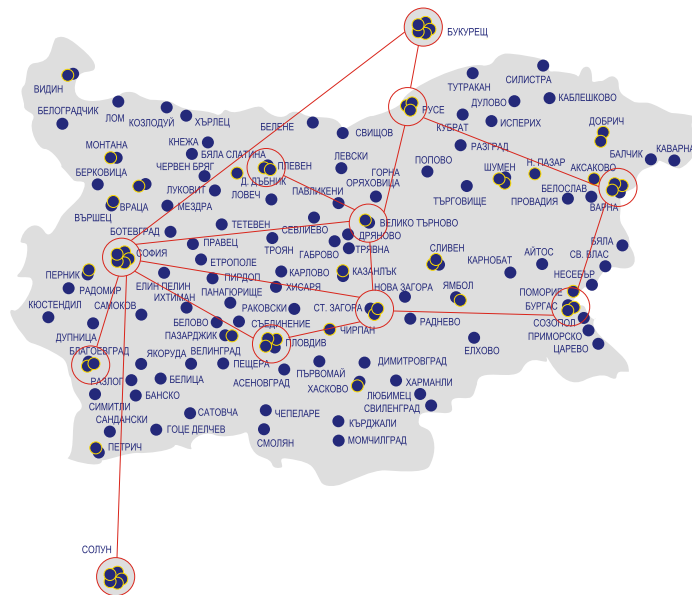 БУКУРЕЩ
ВИДИН
БЕЛОГРАДЧИК
ЛОМ
КОЗЛОДУЙ
ХЪРЛЕЦ
БЕЛЕНЕ
СВИЩОВ
РУСЕ
ТУТРАКАН
СИЛИСТРА
ДУЛОВО
КАБЛЕШКОВО
КУБРАТ
ИСПЕРИХ
ДОБРИЧ
МОНТАНА
КНЕЖА
БЯЛА СЛАТИНА
РАЗГРАД
БАЛЧИК
КАВАРНА
БЕРКОВИЦА
ЧЕРВЕН БРЯГ
ПЛЕВЕН
ЛЕВСКИ
ГОРНА
ОРЯХОВИЦА
ПОПОВО
ШУМЕН
Н. ПАЗАР
АКСАКОВО
ЛУКОВИТ
Д. ДЪБНИК
ЛОВЕЧ
ПАВЛИКЕНИ
ТЪРГОВИЩЕ
ПРОВАДИЯ
БЕЛОСЛАВ
ВАРНА
ВЪРШЕЦ
ВРАЦА
МЕЗДРА
БОТЕВГРАД
ТЕТЕВЕН
СЕВЛИЕВО
ВЕЛИКО ТЪРНОВО
ДРЯНОВО
ТРЯВНА
СОФИЯ
ПРАВЕЦ
ТРОЯН
ГАБРОВО
БЯЛА
ЕТРОПОЛЕ
СЛИВЕН
АЙТОС
СВ. ВЛАС
ПЕРНИК
РАДОМИР
ЕЛИН ПЕЛИН
ПИРДОП
КАРЛОВО
КАЗАНЛЪК
КАРНОБАТ
НЕСЕБЪР
КЮСТЕНДИЛ
САМОКОВ
ИХТИМАН
ПАНАГЮРИЩЕ
ХИСАРЯ
НОВА ЗАГОРА
ЯМБОЛ
ПОМОРИЕ
БЕЛОВО
РАКОВСКИ
СТ. ЗАГОРА
БУРГАС
ДУПНИЦА
ПАЗАРДЖИК
СЪЕДИНЕНИЕ
ЧИРПАН
РАДНЕВО
СОЗОПОЛ
ПРИМОРСКО
ЦАРЕВО
БЛАГОЕВГРАД
ЯКОРУДА
ВЕЛИНГРАД
ПЛОВДИВ
ЕЛХОВО
ПЕЩЕРА
ПЪРВОМАЙ
ДИМИТРОВГРАД
РАЗЛОГ
БЕЛИЦА
АСЕНОВГРАД
ХАСКОВО
ХАРМАНЛИ
СИМИТЛИ
БАНСКО
ЛЮБИМЕЦ
СВИЛЕНГРАД
САНДАНСКИ
САТОВЧА
ЧЕПЕЛАРЕ
КЪРДЖАЛИ
ГОЦЕ ДЕЛЧЕВ
СМОЛЯН
МОМЧИЛГРАД
ПЕТРИЧ
СОЛУН